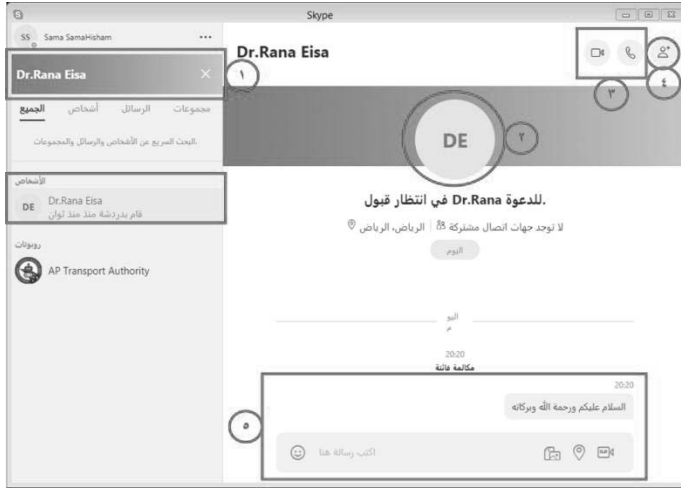 Skype
SS Sama SamaHisham ...
Dr.Rana Eisa
١
الجميع أشخاص الرسائل مجموعات
البحث السريع عن الأشخاص والرسائل والمجموعات.
الأشخاص
DE Dr.Rana Eisa
قام بدردشة منذ منذ ثوان
روبوتات
AP Transport Authority
Dr.Rana Eisa
٣
٤
DE
٢
في انتظار قبول Dr.Rana للدعوة.
لا توجد جهات اتصال مشتركة | الرياض، الرياض
اليوم
اليو
م
20:20
مكالمة فائتة
20:20
السلام عليكم ورحمة الله وبركاته
٥
اكتب رسالة هنا